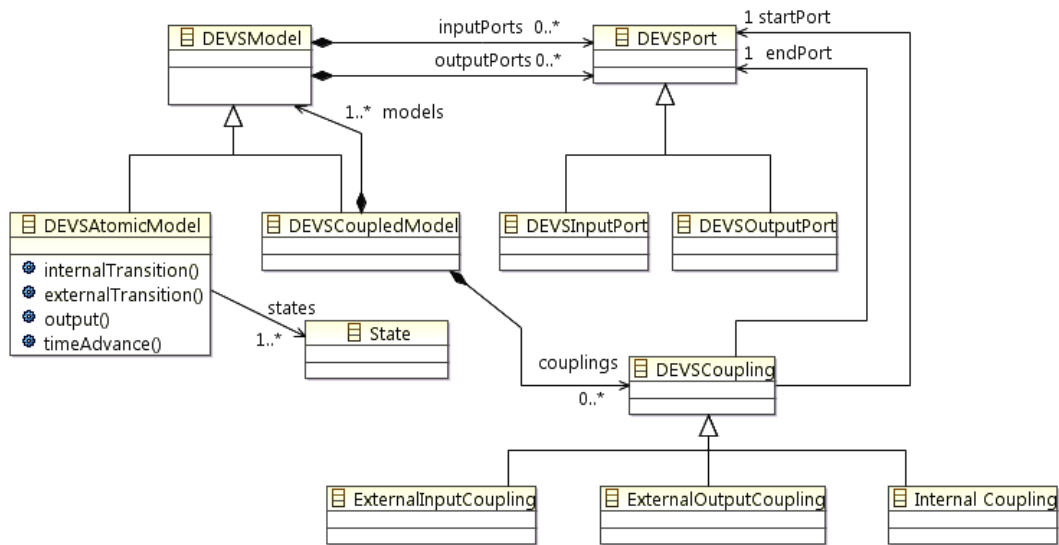 DEVSModel
inputPorts 0..*
DEVSPort
1 startPort
outputPorts 0..*
1 endPort
1..* models
DEVSAtomicModel
DEVSCoupledModel
DEVSInputPort
DEVSOutputPort
internalTransition()
externalTransition()
output()
timeAdvance()
states
1..*
State
couplings
0..*
DEVSCoupling
ExternalInputCoupling
ExternalOutputCoupling
Internal Coupling